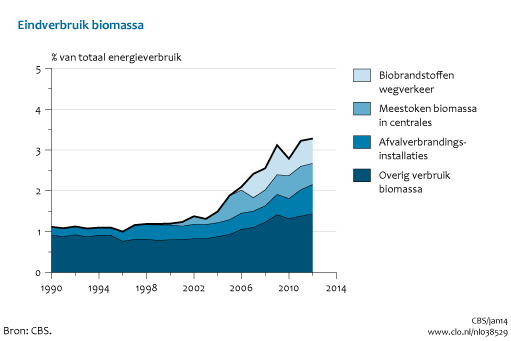 Eindverbruik biomassa
% van totaal energieverbruik
5
4
3
2
1
0
1990
1994
1998
2002
2006
2010
2014
Biobrandstoffen
wegverkeer
Meestoken biomassa
in centrales
Afvalverbrandings-
installaties
Overig verbruik
biomassa
Bron: CBS.
CBS/jan14
www.clo.nl/nl038529